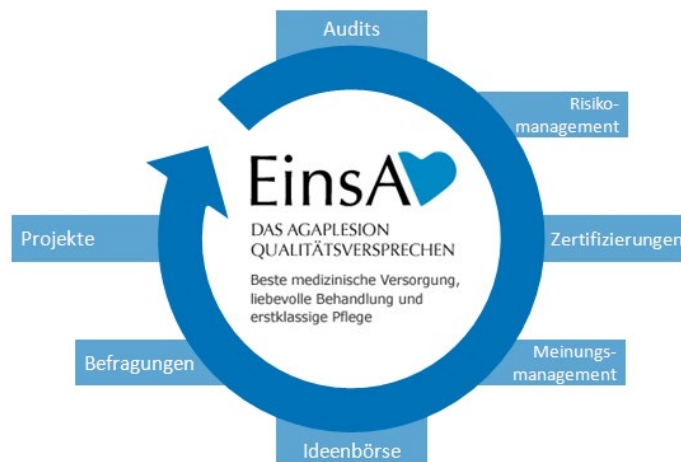 Audits
Risiko-
management
Zertifizierungen
Meinungs-
management
Ideenbörse
Befragungen
Projekte
EinsA
DAS AGAPLESION
QUALITÄTSVERSPRECHEN
Beste medizinische Versorgung,
liebevolle Behandlung und
erstklassige Pflege